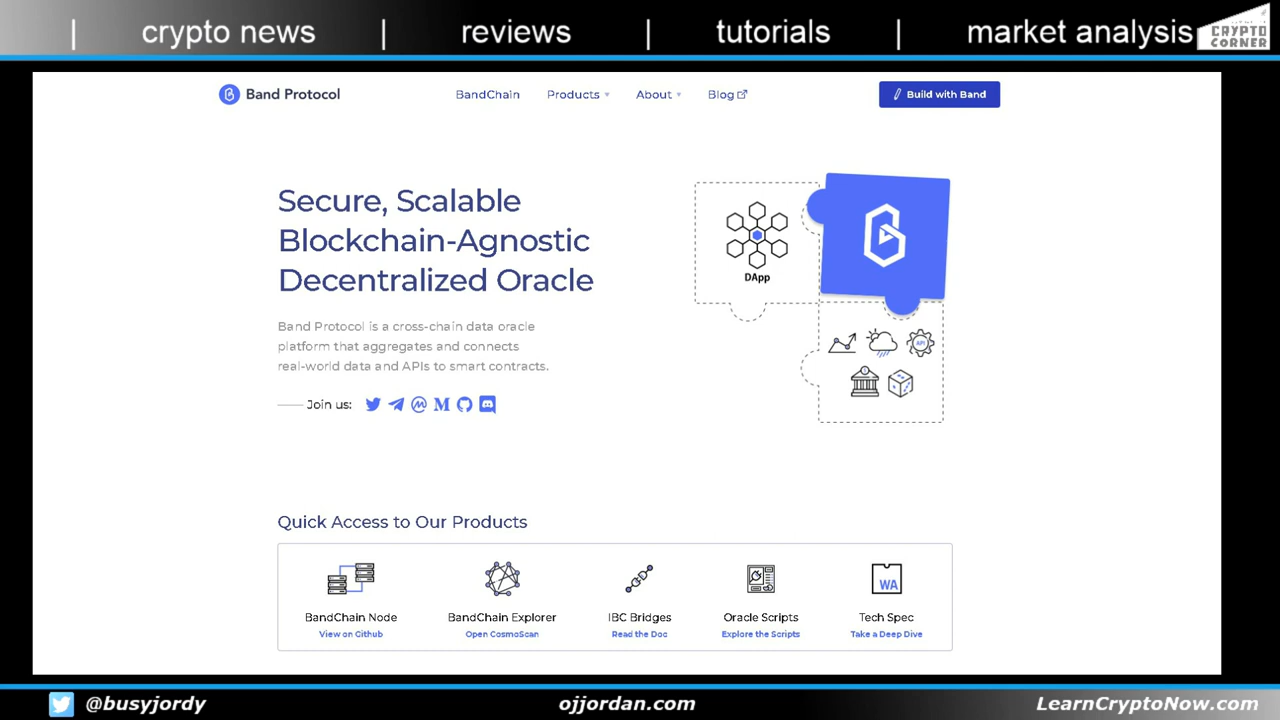 | crypto news | reviews | tutorials | market analysis
CRYPTO
CORNER
Band Protocol
BandChain Products About Blog
Build with Band
Secure, Scalable
Blockchain-Agnostic
Decentralized Oracle
Band Protocol is a cross-chain data oracle
platform that aggregates and connects
real-world data and APIs to smart contracts.
Join us:
DApp
API
Quick Access to Our Products
WA
BandChain Node BandChain Explorer IBC Bridges Oracle Scripts Tech Spec
View on Github Open CosmoScan Read the Doc Explore the Scripts Take a Deep Dive
@busyjordy ojjordan.com LearnCryptoNow.com